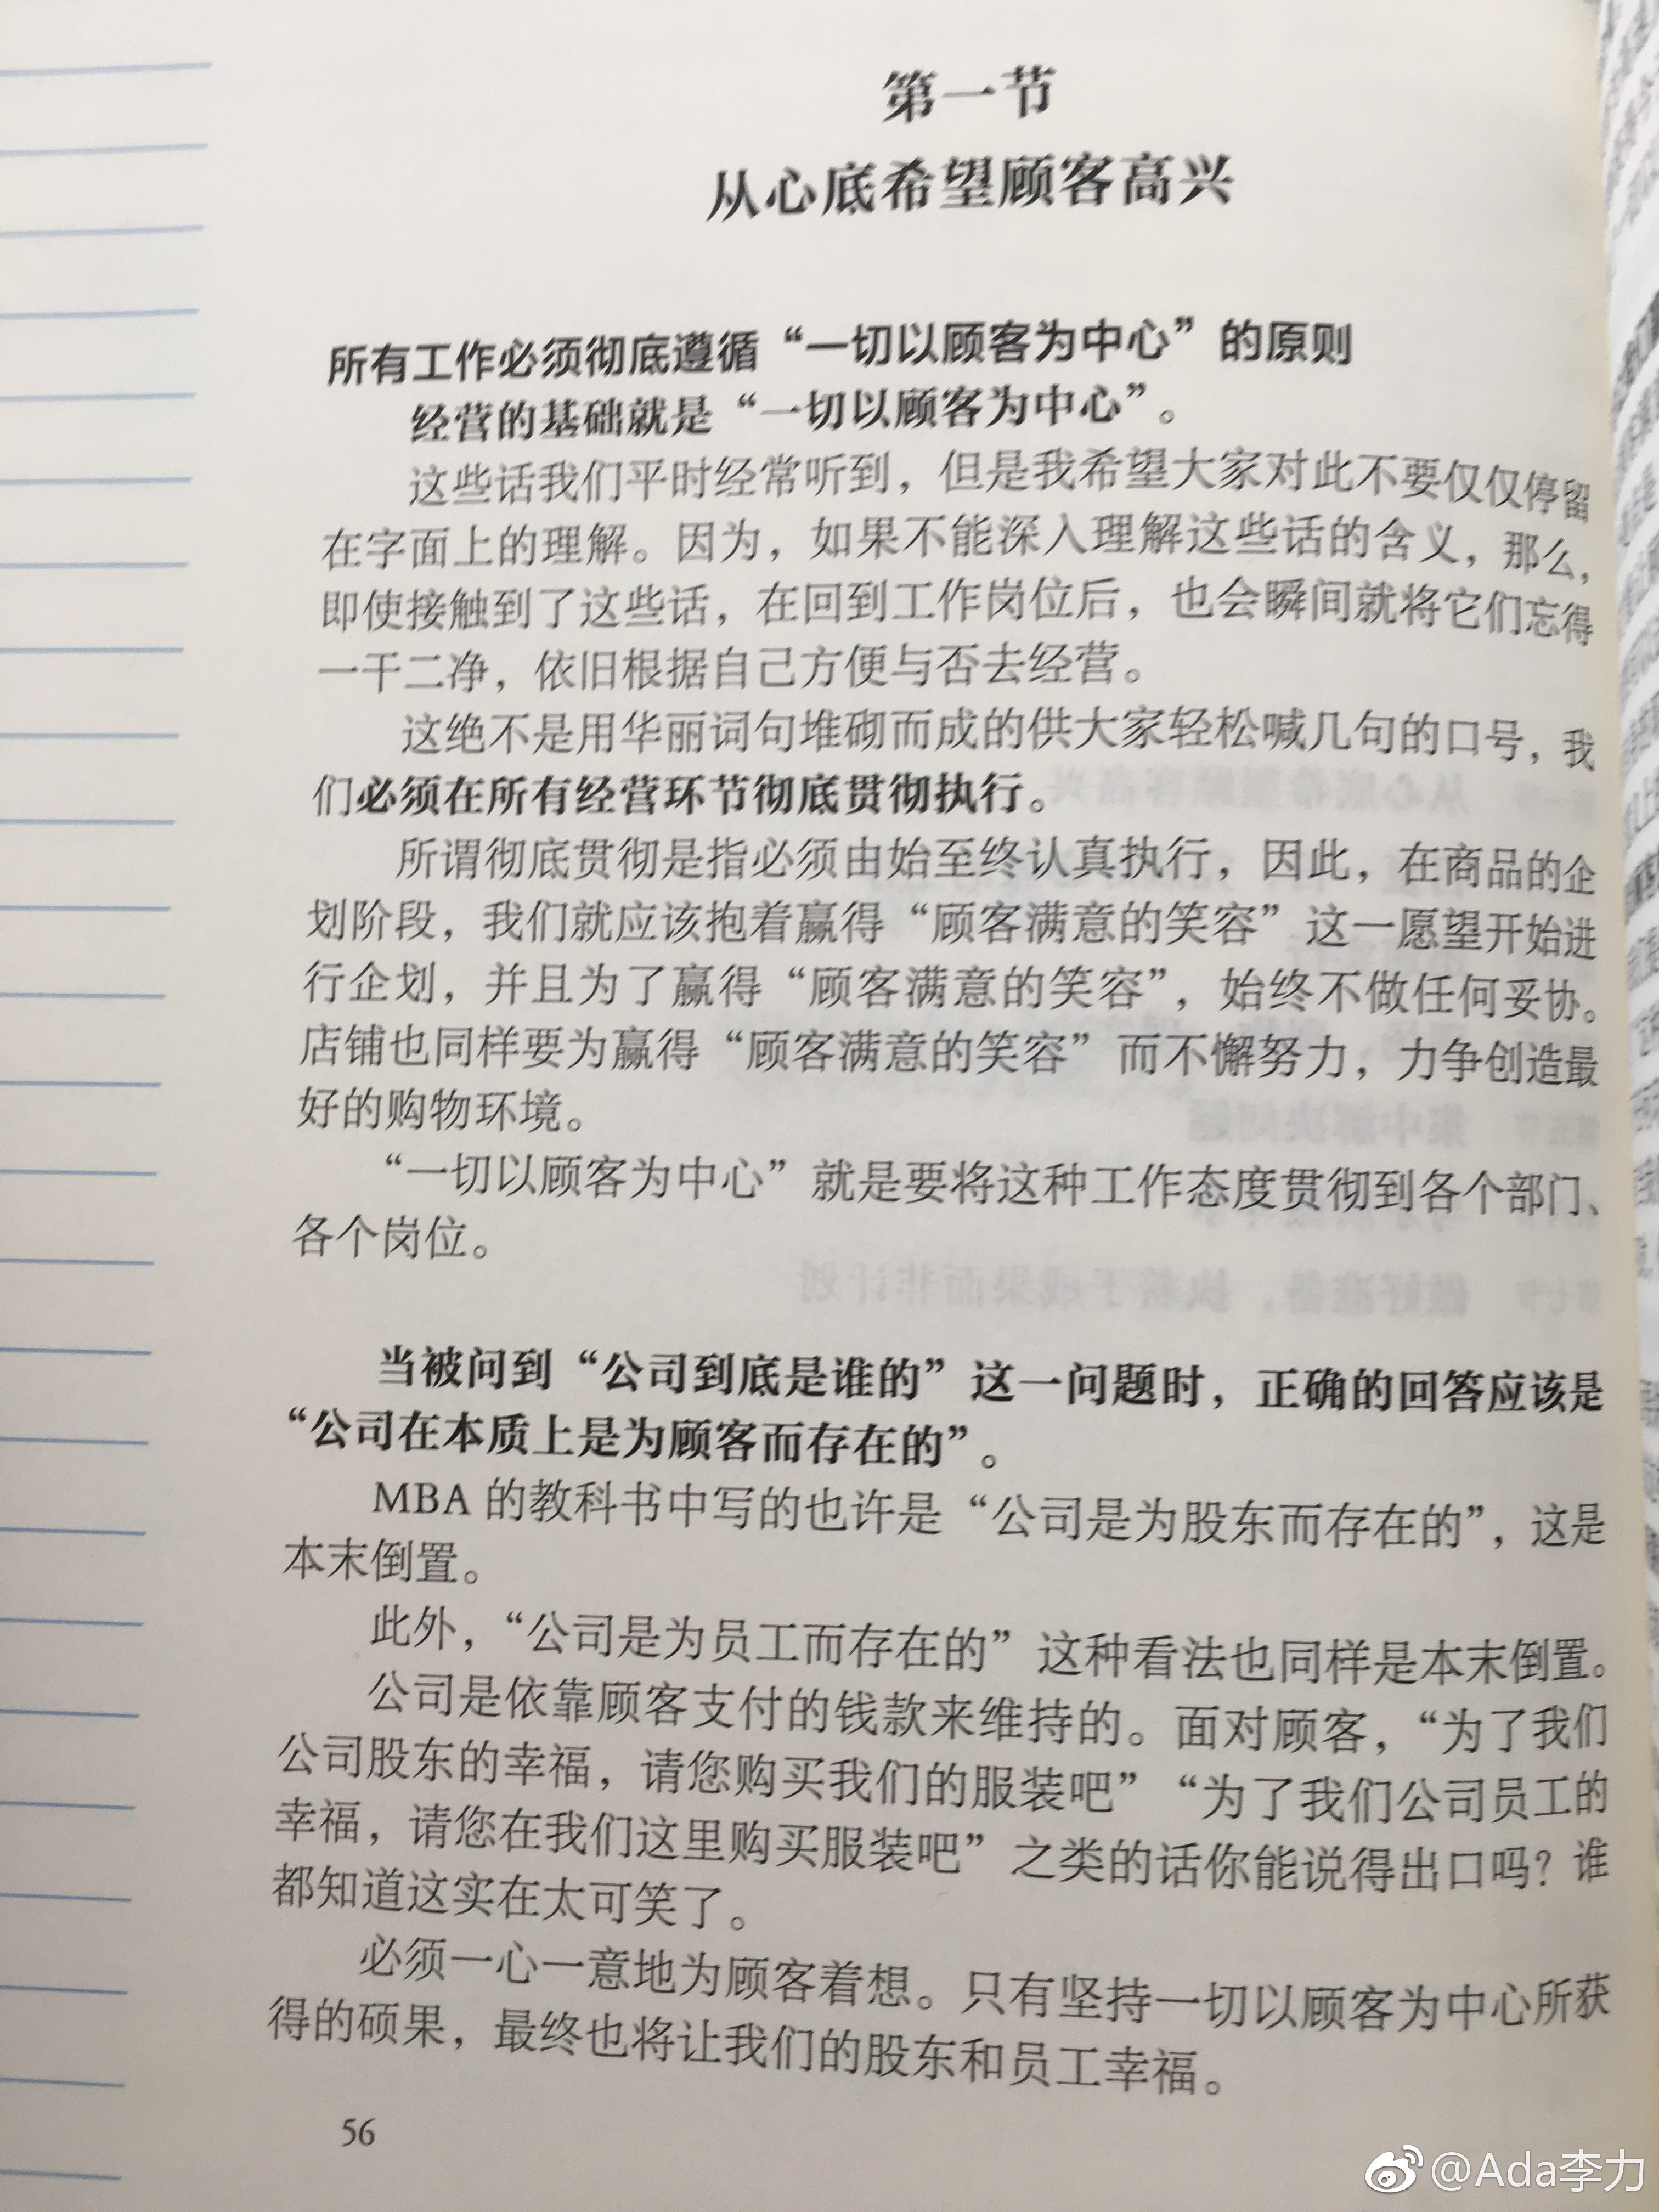 第一节
从心底希望顾客高兴
所有工作必须彻底遵循“一切以顾客为中心”的原则
经营的基础就是“一切以顾客为中心”。
这些话我们平时经常听到，但是我希望大家对此不要仅仅停留
在字面上的理解。因为，如果不能深入理解这些话的含义，那么，
即使接触到了这些话，在回到工作岗位后，也会瞬间就将它们忘得
一干二净，依旧根据自己方便与否去经营。
这绝不是用华丽词句堆砌而成的供大家轻松喊几句的口号，我
们必须在所有经营环节彻底贯彻执行。
所谓彻底贯彻是指必须由始至终认真执行，因此，在商品的企
划阶段，我们就应该抱着赢得“顾客满意的笑容”这一愿望开始进
行企划，并且为了赢得“顾客满意的笑容”，始终不做任何妥协。
店铺也同样要为赢得“顾客满意的笑容”而不懈努力，力争创造最
好的购物环境。
“一切以顾客为中心”就是要将这种工作态度贯彻到各个部门、
各个岗位。
当被问到“公司到底是谁的”这一问题时，正确的回答应该是
“公司在本质上是为顾客而存在的”。
MBA 的教科书中写的也许是“公司是为股东而存在的”，这是
本末倒置。
此外，“公司是为员工而存在的”这种看法也同样是本末倒置。
公司是依靠顾客支付的钱款来维持的。面对顾客，“为了我们
公司股东的幸福，请您购买我们的服装吧”“为了我们公司员工的
幸福，请您在我们这里购买服装吧”之类的话你能说得出口吗？谁
都知道这实在太可笑了。
必须一心一意地为顾客着想。只有坚持一切以顾客为中心所获
得的硕果，最终也将让我们的股东和员工幸福。
56
@Ada李力